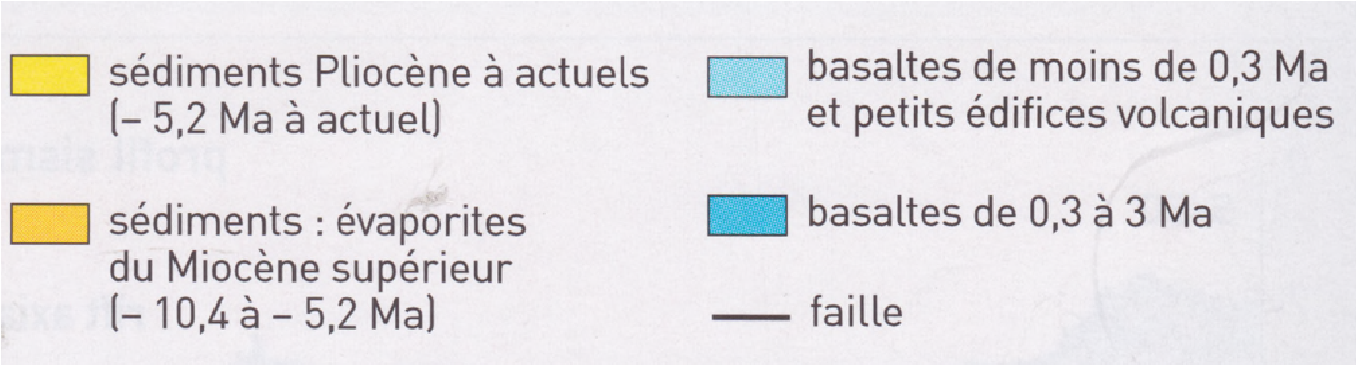 sédiments Pliocène à actuels
(– 5,2 Ma à actuel)
sédiments : évaporites
du Miocène supérieur
(– 10,4 à – 5,2 Ma)
basaltes de moins de 0,3 Ma
et petits édifices volcaniques
basaltes de 0,3 à 3 Ma
faille